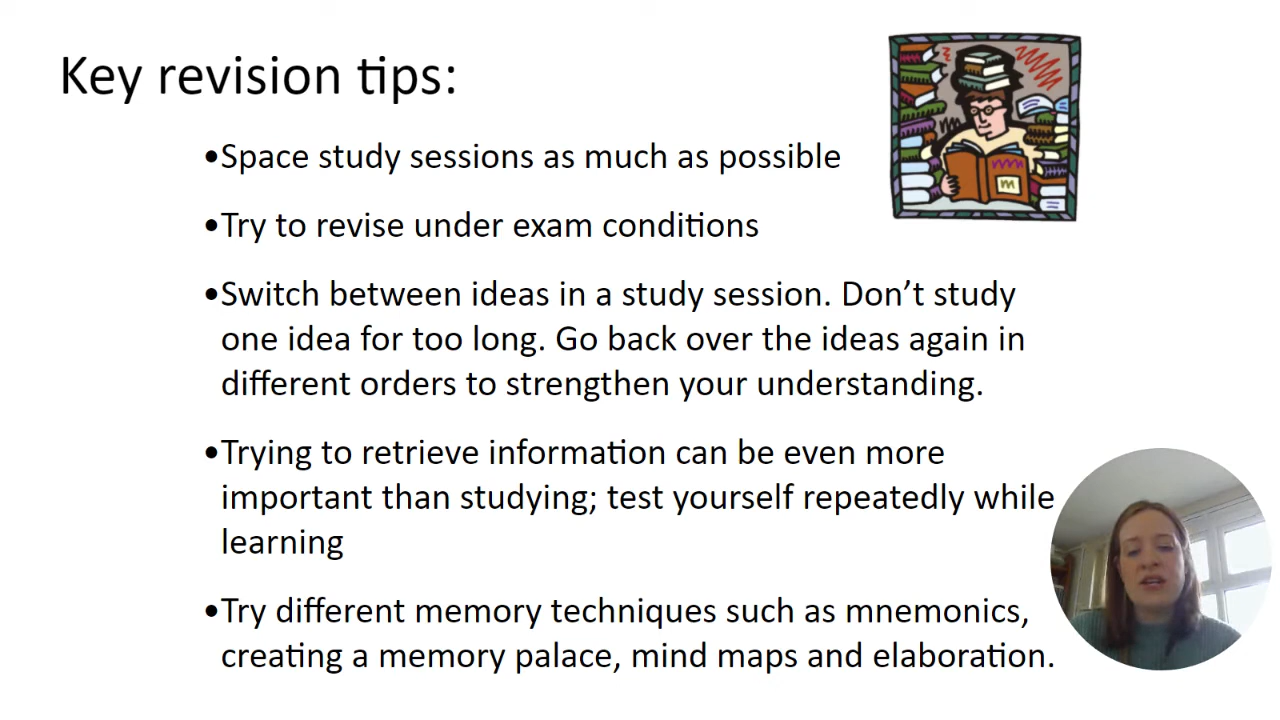 Key revision tips:
•Space study sessions as much as possible
•Try to revise under exam conditions
•Switch between ideas in a study session. Don’t study
one idea for too long. Go back over the ideas again in
different orders to strengthen your understanding.
•Trying to retrieve information can be even more
important than studying; test yourself repeatedly while
learning
•Try different memory techniques such as mnemonics,
creating a memory palace, mind maps and elaboration.